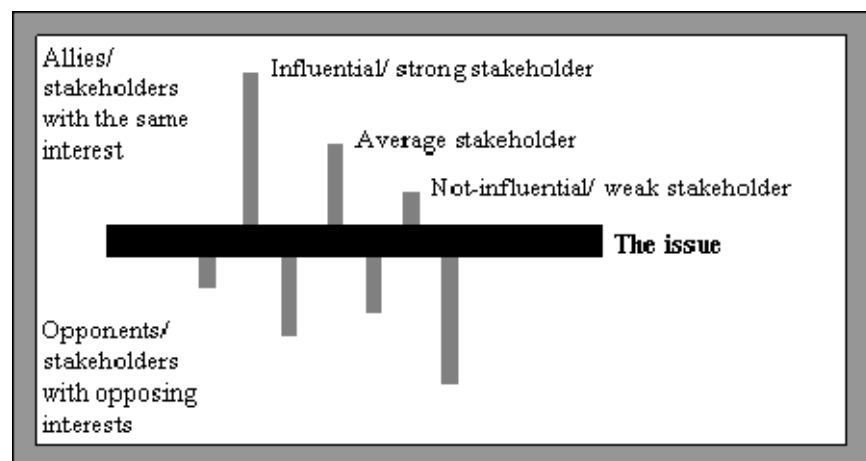 Allies/
stakeholders
with the same
interest
Influential/ strong stakeholder
Average stakeholder
Not-influential/ weak stakeholder
The issue
Opponents/
stakeholders
with opposing
interests